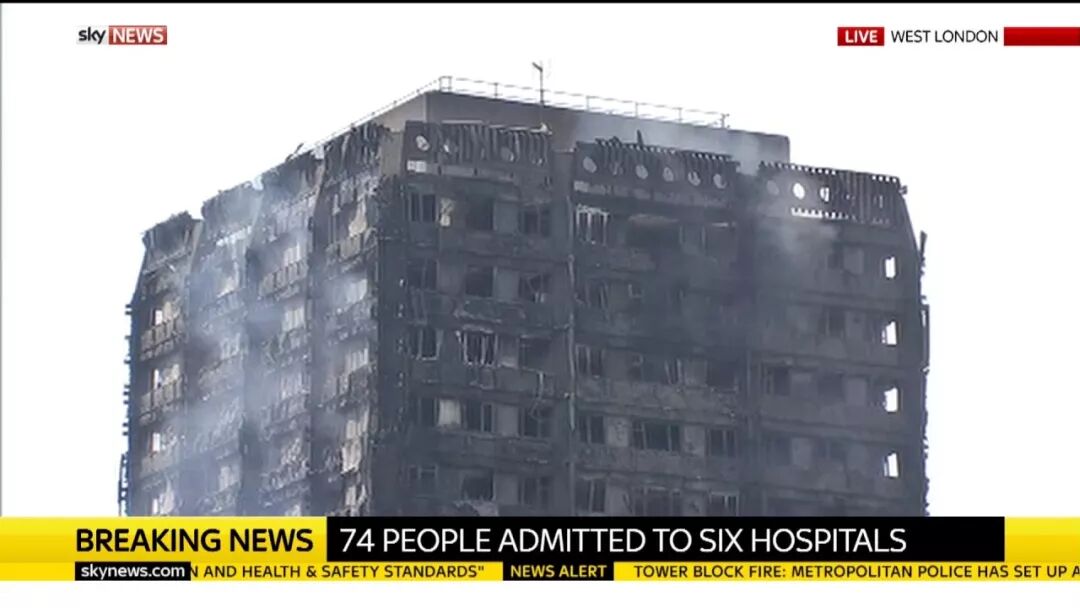 sky NEWS
LIVE WEST LONDON
BREAKING NEWS 74 PEOPLE ADMITTED TO SIX HOSPITALS
skynews.com N AND HEALTH & SAFETY STANDARDS" NEWS ALERT TOWER BLOCK FIRE: METROPOLITAN POLICE HAS SET UP A